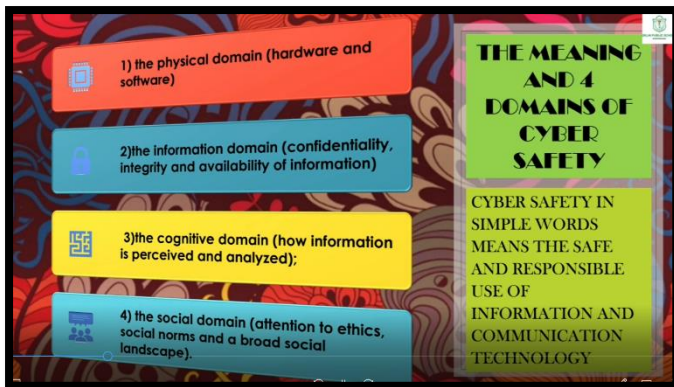 THE MEANING
AND 4
DOMAINS OF
CYBER
SAFETY
CYBER SAFETY IN
SIMPLE WORDS
MEANS THE SAFE
AND RESPONSIBLE
USE OF
INFORMATION AND
COMMUNICATION
TECHNOLOGY
1) the physical domain (hardware and
software)
2)the information domain (confidentiality,
integrity and availability of information)
3)the cognitive domain (how information
is perceived and analyzed);
4) the social domain (attention to ethics,
social norms and a broad social
landscape).